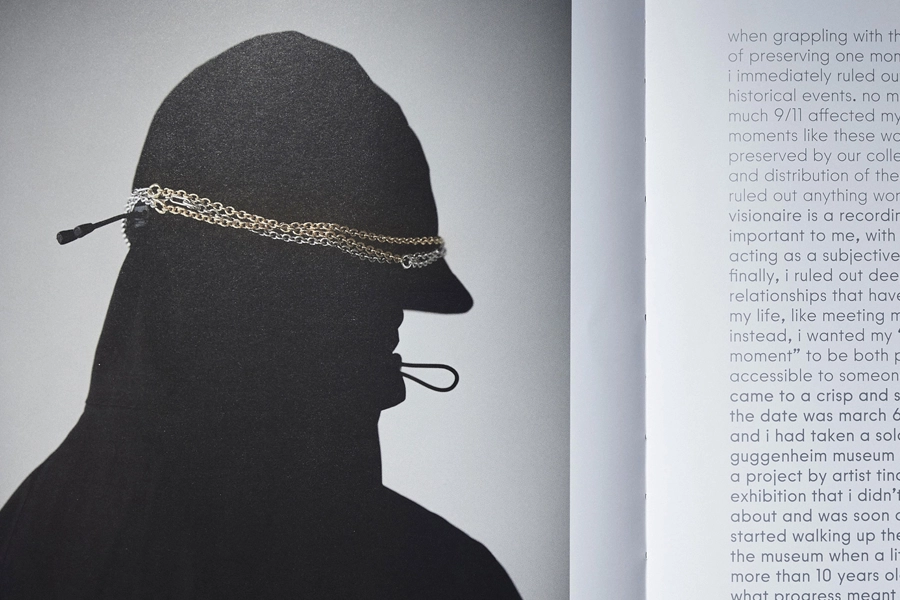 when grappling with th
of preserving one mon
i immediately ruled ou
historical events. no m
much 9/11 affected my
moments like these wo
preserved by our colle
and distribution of the
ruled out anything wor
visionaire is a recordin
important to me, with
acting as a subjective
finally, i ruled out dee
relationships that have
my life, like meeting m
instead, i wanted my “
moment” to be both p
accessible to someon
came to a crisp and s
the date was march 6
and i had taken a solo
guggenheim museum
a project by artist tino
exhibition that i didn’t
about and was soon o
started walking up the
the museum when a lit
more than 10 years ol
what progress meant